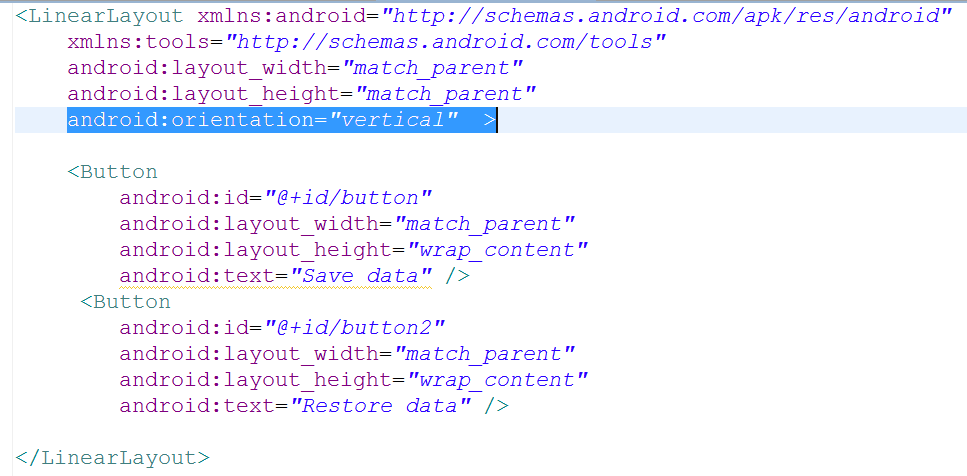 <LinearLayout xmlns:android="http://schemas.android.com/apk/res/android"
    xmlns:tools="http://schemas.android.com/tools"
    android:layout_width="match_parent"
    android:layout_height="match_parent"
    android:orientation="vertical"  >

    <Button
        android:id="@+id/button"
        android:layout_width="match_parent"
        android:layout_height="wrap_content"
        android:text="Save data" />
     <Button
        android:id="@+id/button2"
        android:layout_width="match_parent"
        android:layout_height="wrap_content"
        android:text="Restore data" />

</LinearLayout>